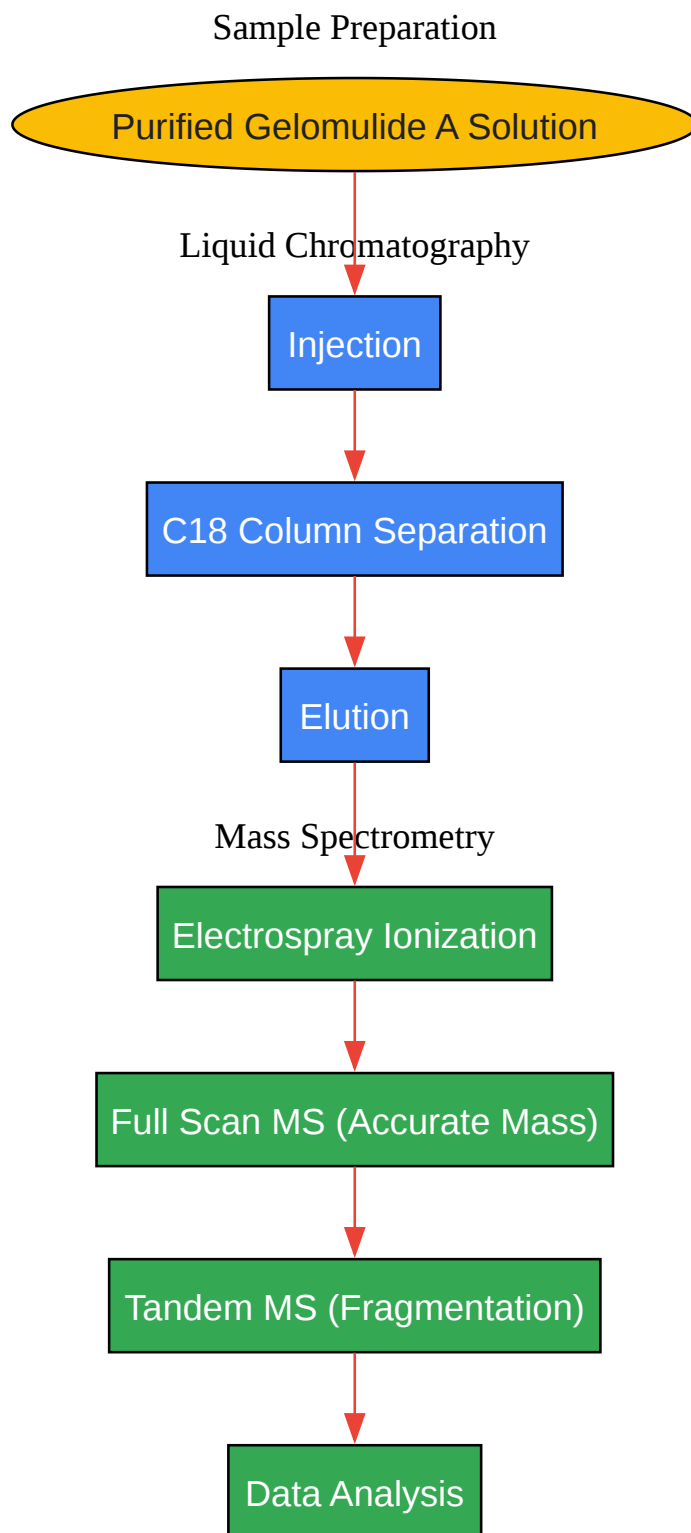 Sample Preparation
Purified Gelomulide A Solution
Liquid Chromatography
Injection
C18 Column Separation
Elution
Mass Spectrometry
Electrospray Ionization
Full Scan MS (Accurate Mass)
Tandem MS (Fragmentation)
Data Analysis